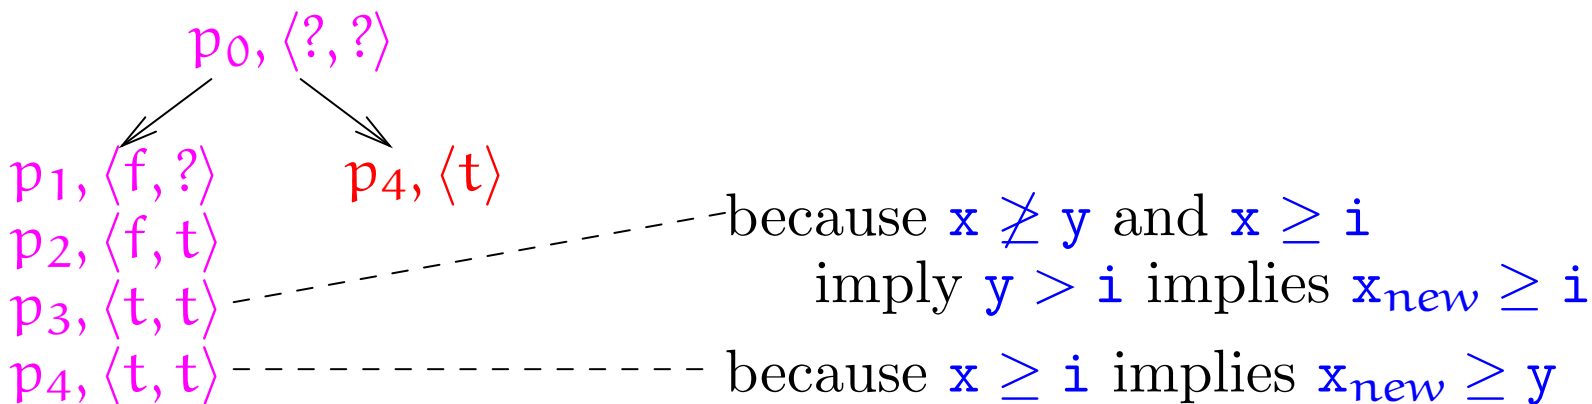 p₀, ⟨?, ?⟩
p₁, ⟨f, ?⟩ p₄, ⟨t⟩
p₂, ⟨f, t⟩
because x ≱ y and x ≥ i
p₃, ⟨t, t⟩
imply y > i implies xₙₑw ≥ i
p₄, ⟨t, t⟩ because x ≥ i implies xₙₑw ≥ y